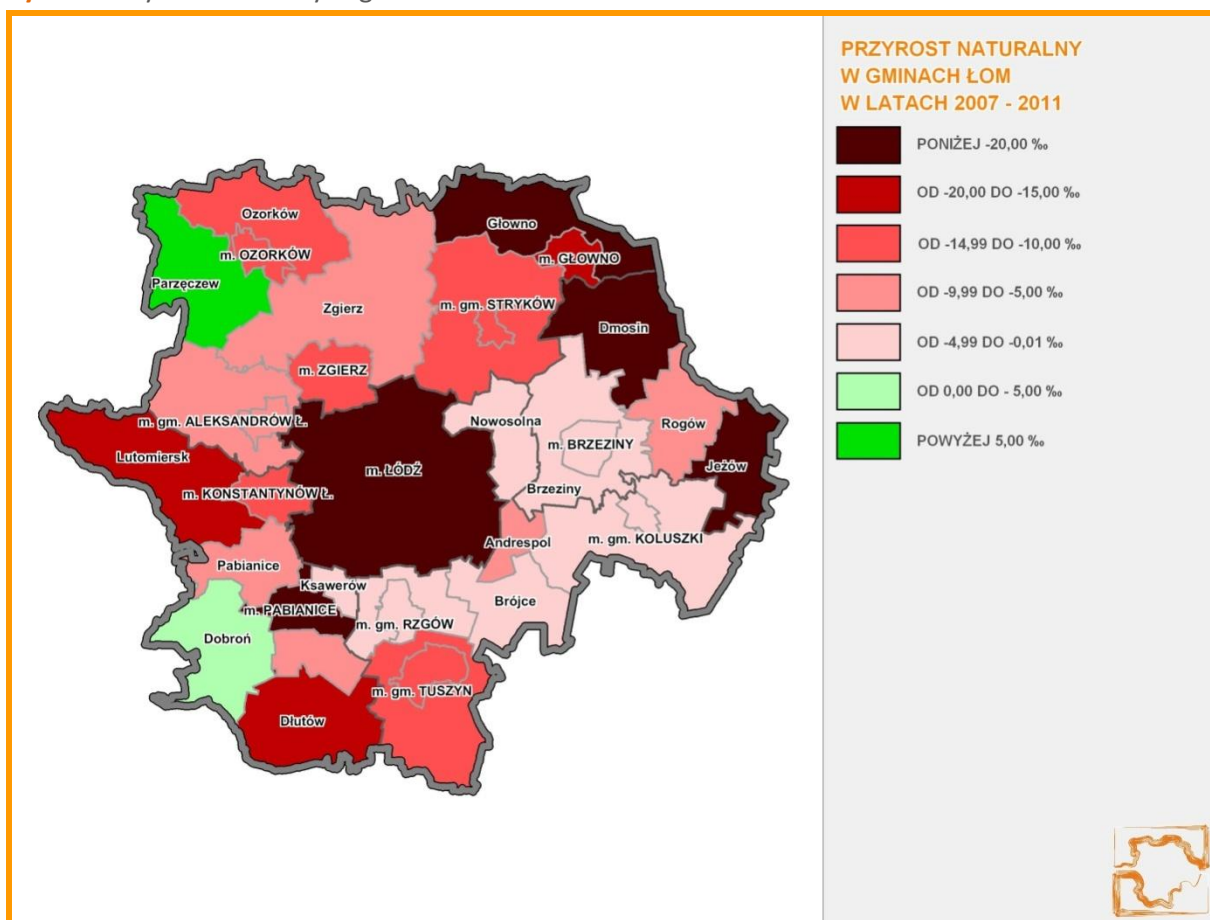 PRZYROST NATURALNY
W GMINACH ŁOM
W LATACH 2007 - 2011
PONIŻEJ -20,00 ‰
OD -20,00 DO -15,00 ‰
OD -14,99 DO -10,00 ‰
OD -9,99 DO -5,00 ‰
OD -4,99 DO -0,01 ‰
OD 0,00 DO - 5,00 ‰
POWYŻEJ 5,00 ‰
Ozorków
m. OZORKÓW
Parzęczew
Zgierz
Głowno
m. GŁOWNO
m. gm. STRYKÓW
Dmosin
m. ZGIERZ
m. gm. ALEKSANDRÓW Ł.
Nowosolna
Rogów
m. BRZEZINY
Lutomiersk
m. ŁÓDŹ
Jeżów
m. KONSTANTYNÓW Ł.
Brzeziny
Andrespol
m. gm. KOLUSZKI
Pabianice
Ksawerów
Brójce
m. PABIANICE
m. gm. RZGÓW
Dobroń
m. gm. TUSZYN
Dłutów